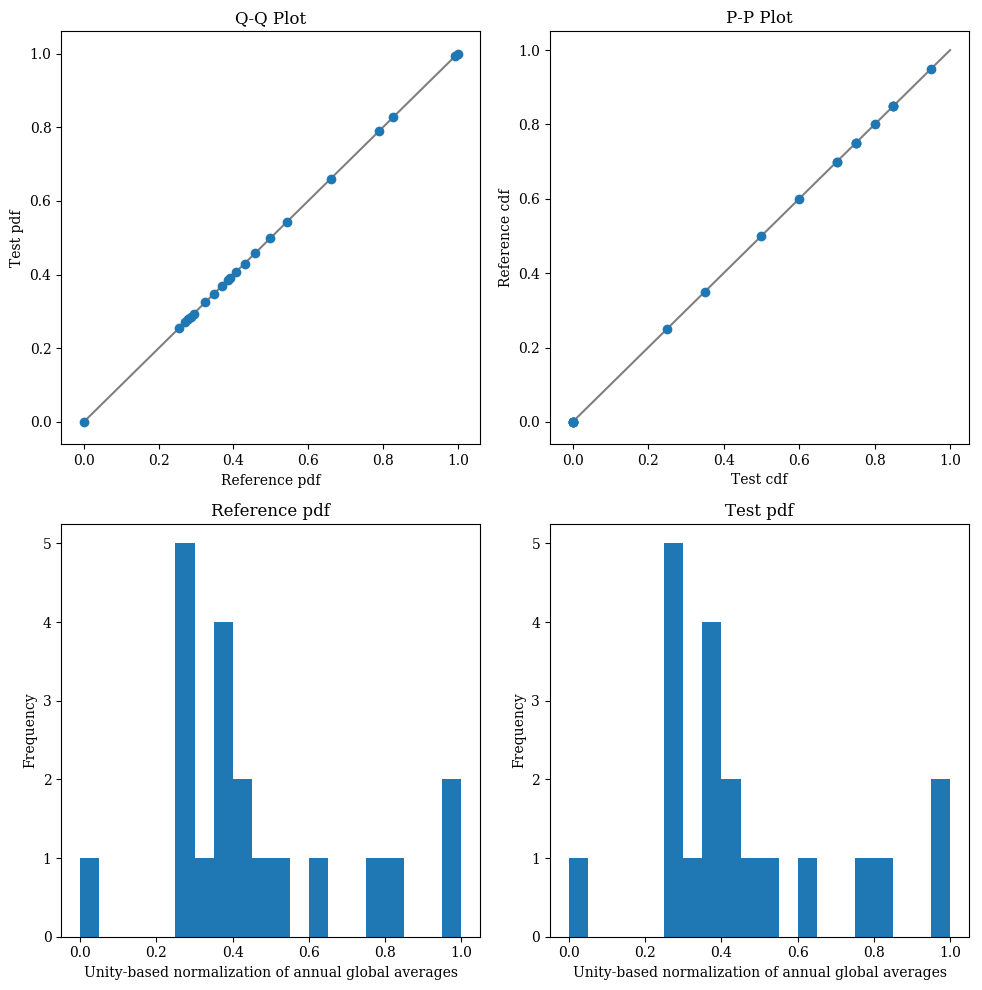 Q-Q Plot
1.0
0.8
0.6
0.4
0.2
0.0
Test pdf
0.0 0.2 0.4 0.6 0.8 1.0
Reference pdf
P-P Plot
1.0
0.8
0.6
0.4
0.2
0.0
Reference cdf
0.0 0.2 0.4 0.6 0.8 1.0
Test cdf
Reference pdf
5
4
3
2
1
0
Frequency
0.0 0.2 0.4 0.6 0.8 1.0
Unity-based normalization of annual global averages
Test pdf
5
4
3
2
1
0
Frequency
0.0 0.2 0.4 0.6 0.8 1.0
Unity-based normalization of annual global averages